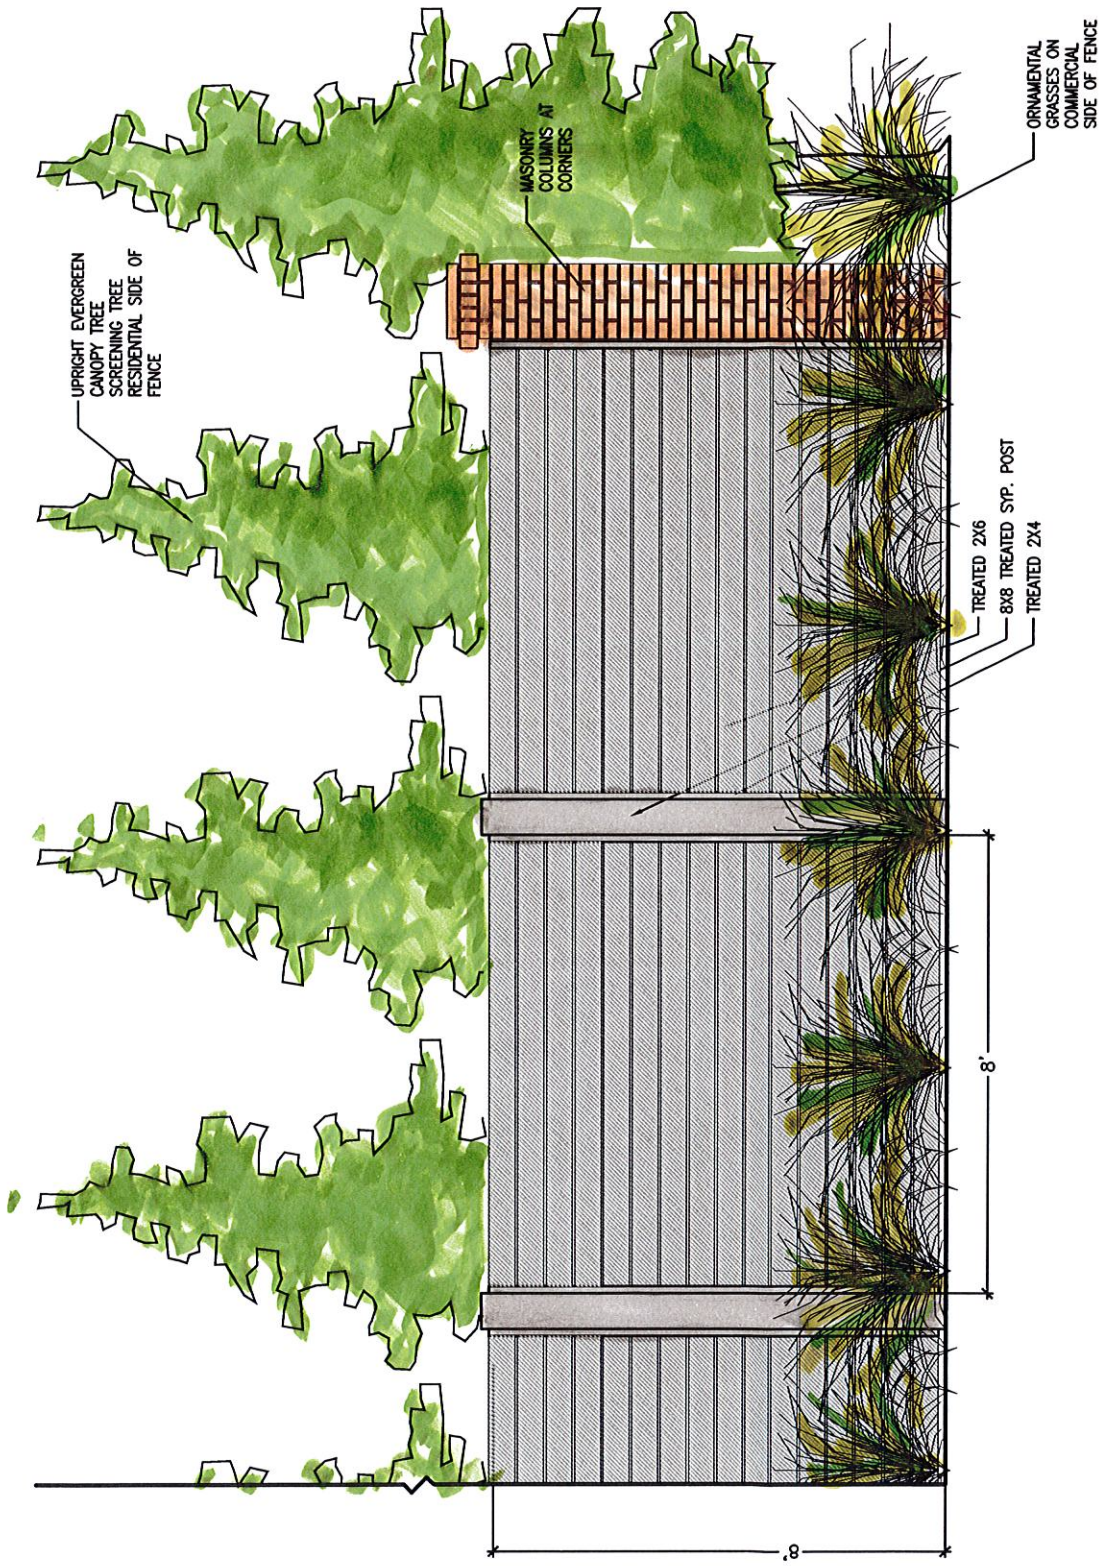 UPRIGHT EVERGREEN
CANOPY TREE
SCREENING TREE
RESIDENTIAL SIDE OF
FENCE
MASONRY
COLUMNS AT
CORNERS
8'
8'
TREATED 2X6
8X8 TREATED SYP. POST
TREATED 2X4
ORNAMENTAL
GRASSES ON
COMMERCIAL
SIDE OF FENCE